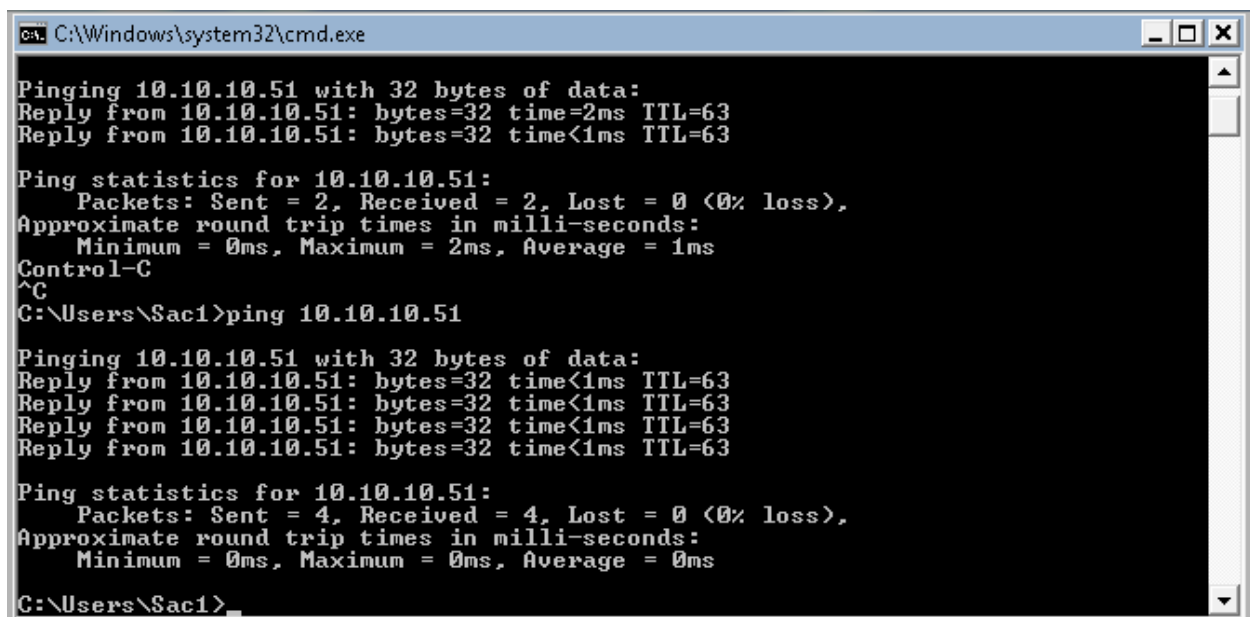 C:\Windows\system32\cmd.exe
Pinging 10.10.10.51 with 32 bytes of data:
Reply from 10.10.10.51: bytes=32 time=2ms TTL=63
Reply from 10.10.10.51: bytes=32 time<1ms TTL=63
Ping statistics for 10.10.10.51:
    Packets: Sent = 2, Received = 2, Lost = 0 (0% loss),
Approximate round trip times in milli-seconds:
    Minimum = 0ms, Maximum = 2ms, Average = 1ms
Control-C
^C
C:\Users\Sac1>ping 10.10.10.51
Pinging 10.10.10.51 with 32 bytes of data:
Reply from 10.10.10.51: bytes=32 time<1ms TTL=63
Reply from 10.10.10.51: bytes=32 time<1ms TTL=63
Reply from 10.10.10.51: bytes=32 time<1ms TTL=63
Reply from 10.10.10.51: bytes=32 time<1ms TTL=63
Ping statistics for 10.10.10.51:
    Packets: Sent = 4, Received = 4, Lost = 0 (0% loss),
Approximate round trip times in milli-seconds:
    Minimum = 0ms, Maximum = 0ms, Average = 0ms
C:\Users\Sac1>_